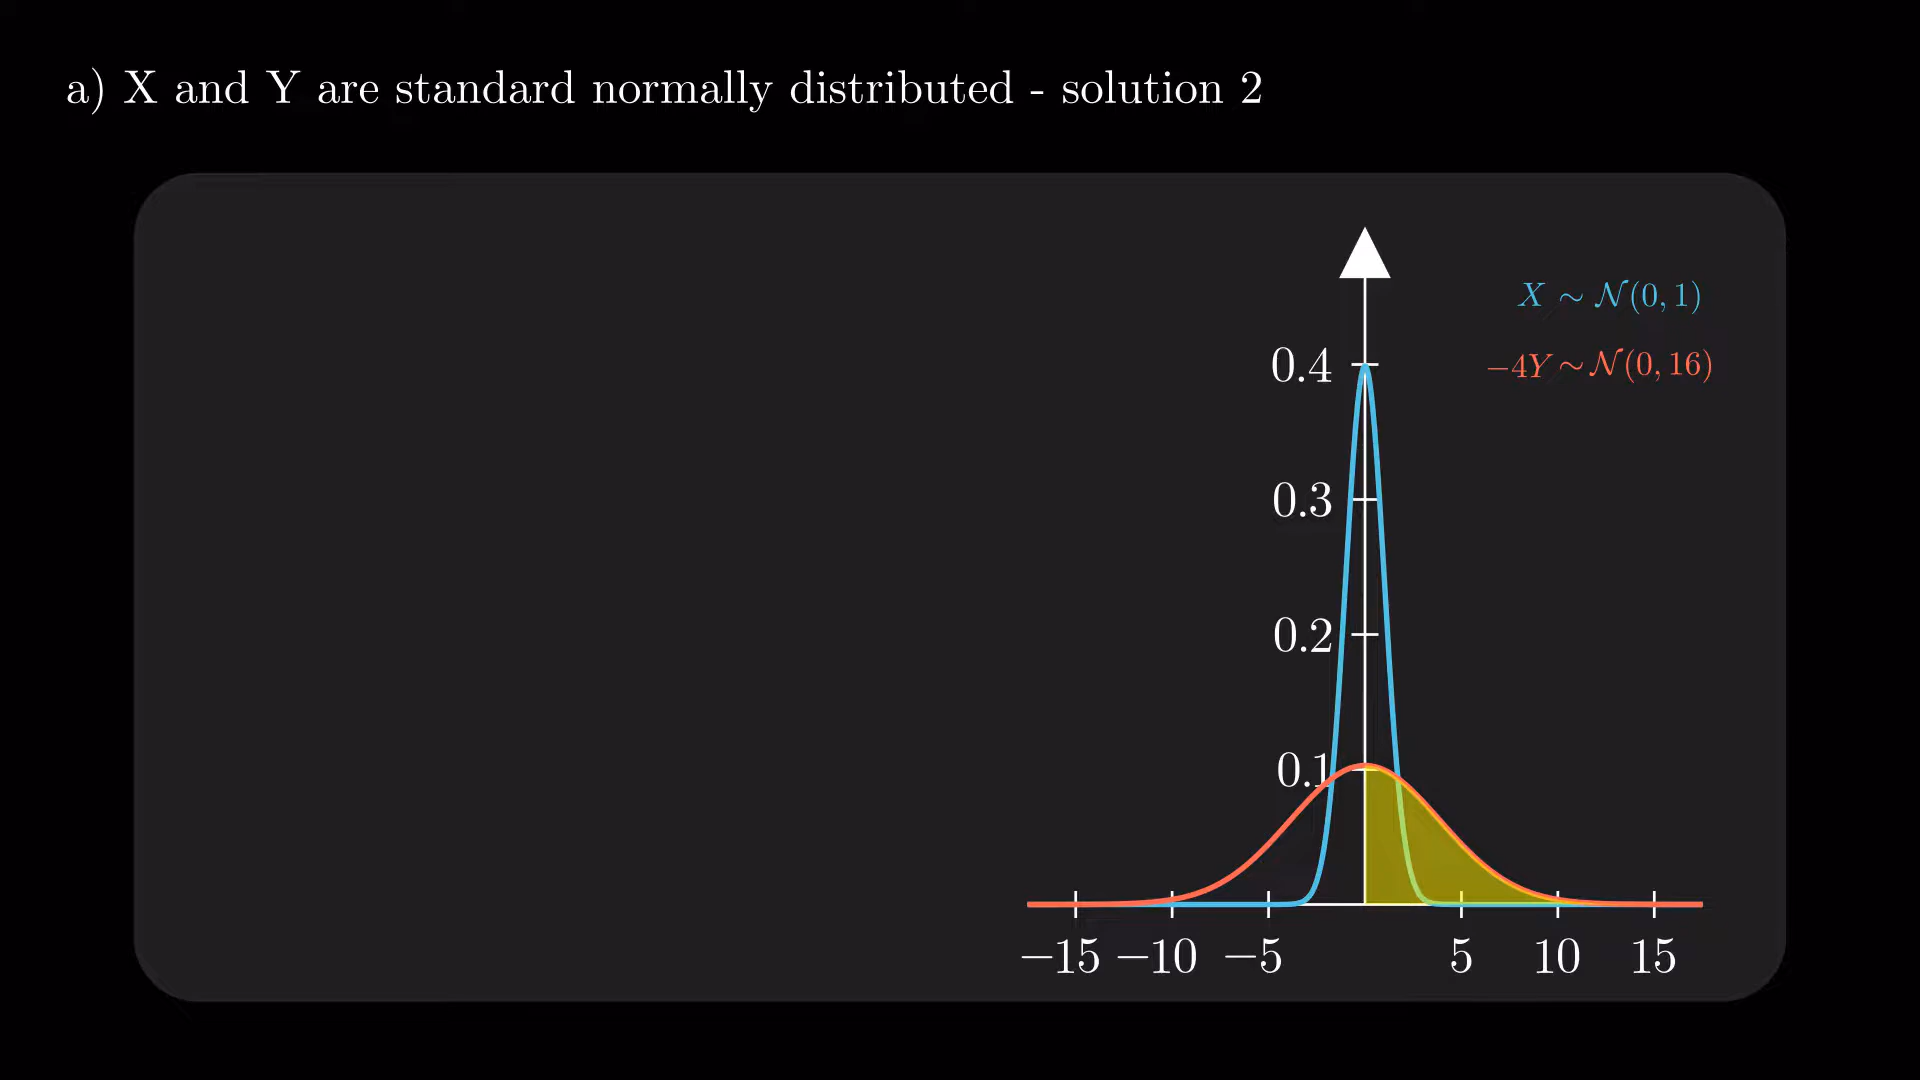 a) X and Y are standard normally distributed - solution 2
X ∼ 𝒩(0, 1)
−4Y ∼ 𝒩(0, 16)
0.4
0.3
0.2
0.1
−15 −10 −5 5 10 15